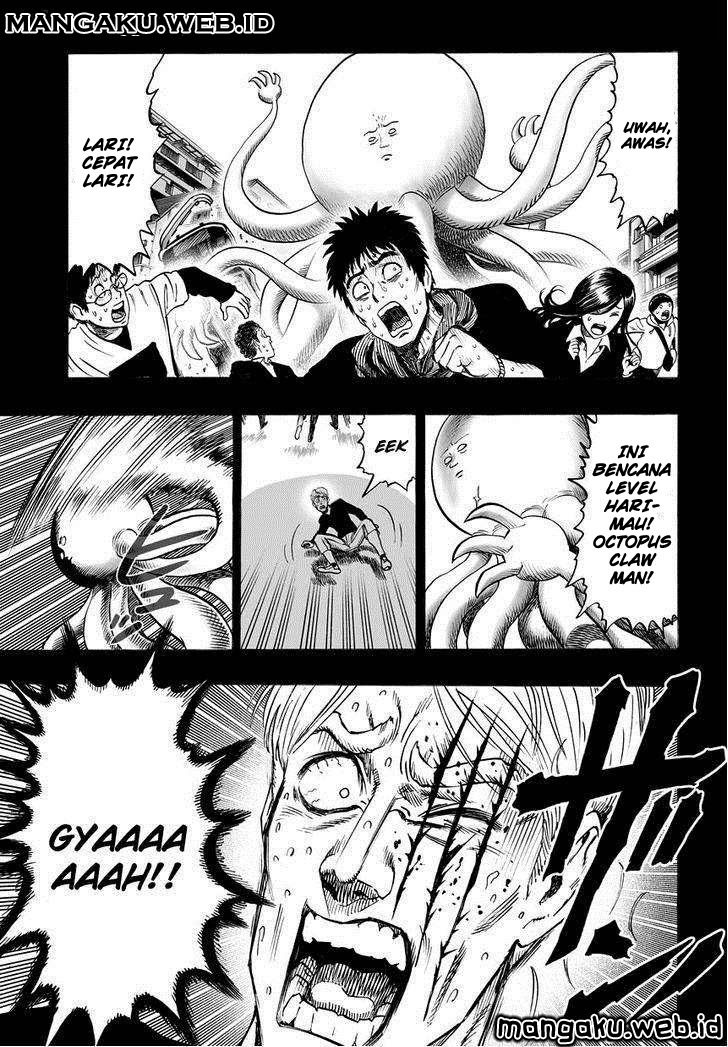 MANGAKU.WEB.ID
UWAH,
AWAS!
LARI!
CEPAT
LARI!
INI
BENCANA
LEVEL
HARI-
MAU!
OCTOPUS
CLAW
MAN!
EEK
GYAAAA
AAAH!!
mangaku.web.id